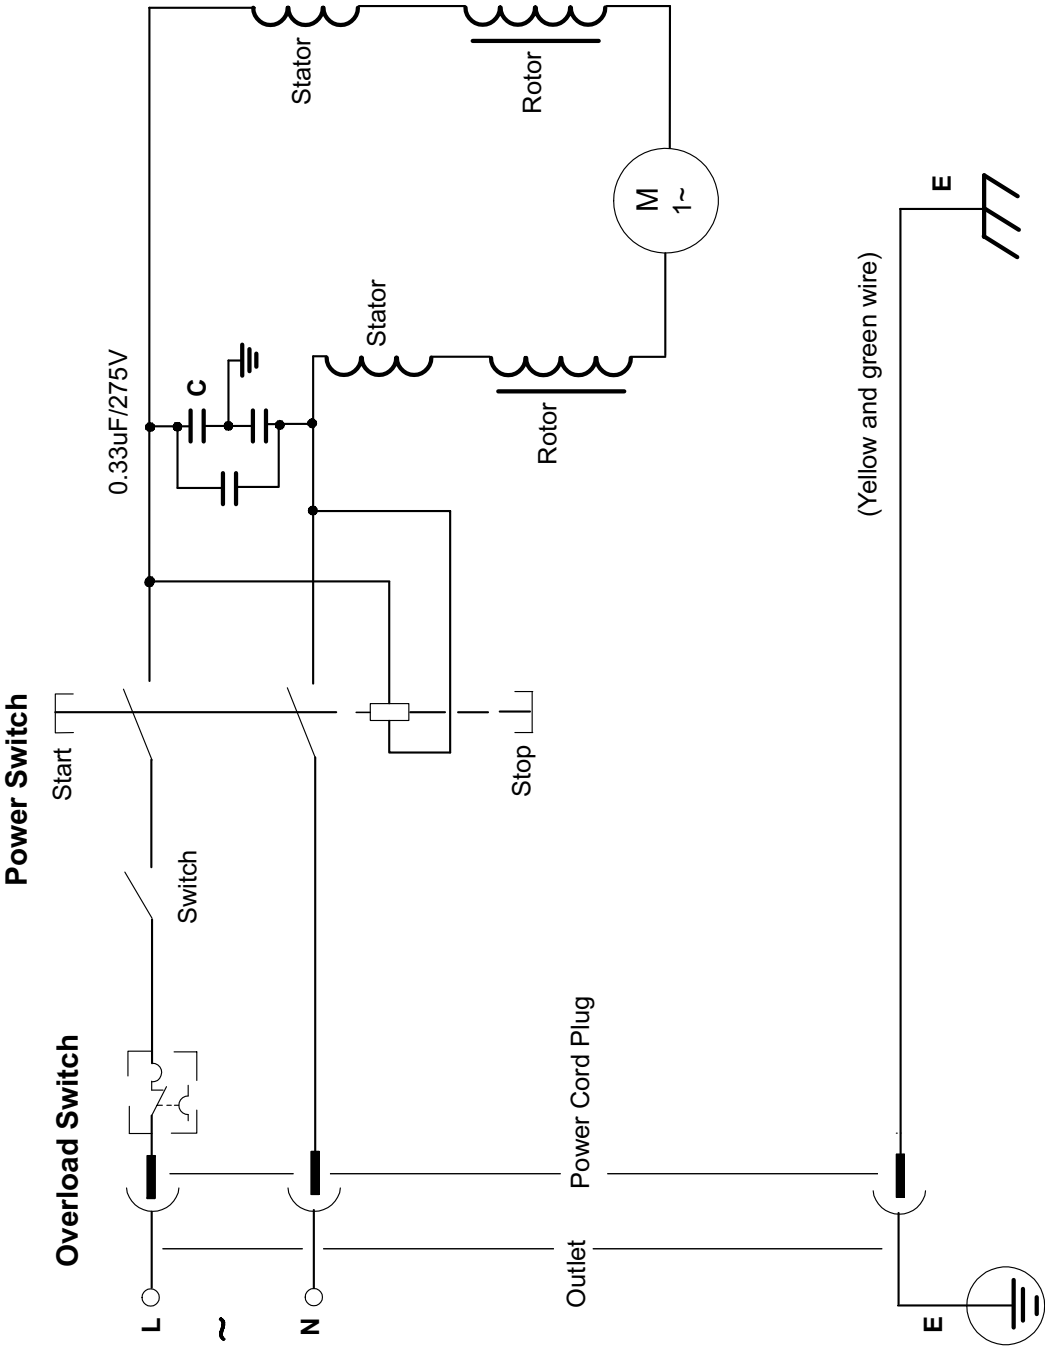 Power Switch
Overload Switch
Start
Stop
Switch
0.33uF/275V
C
Stator
Rotor
Stator
Rotor
M
1~
L
~
N
Outlet
Power Cord Plug
(Yellow and green wire)
E
E